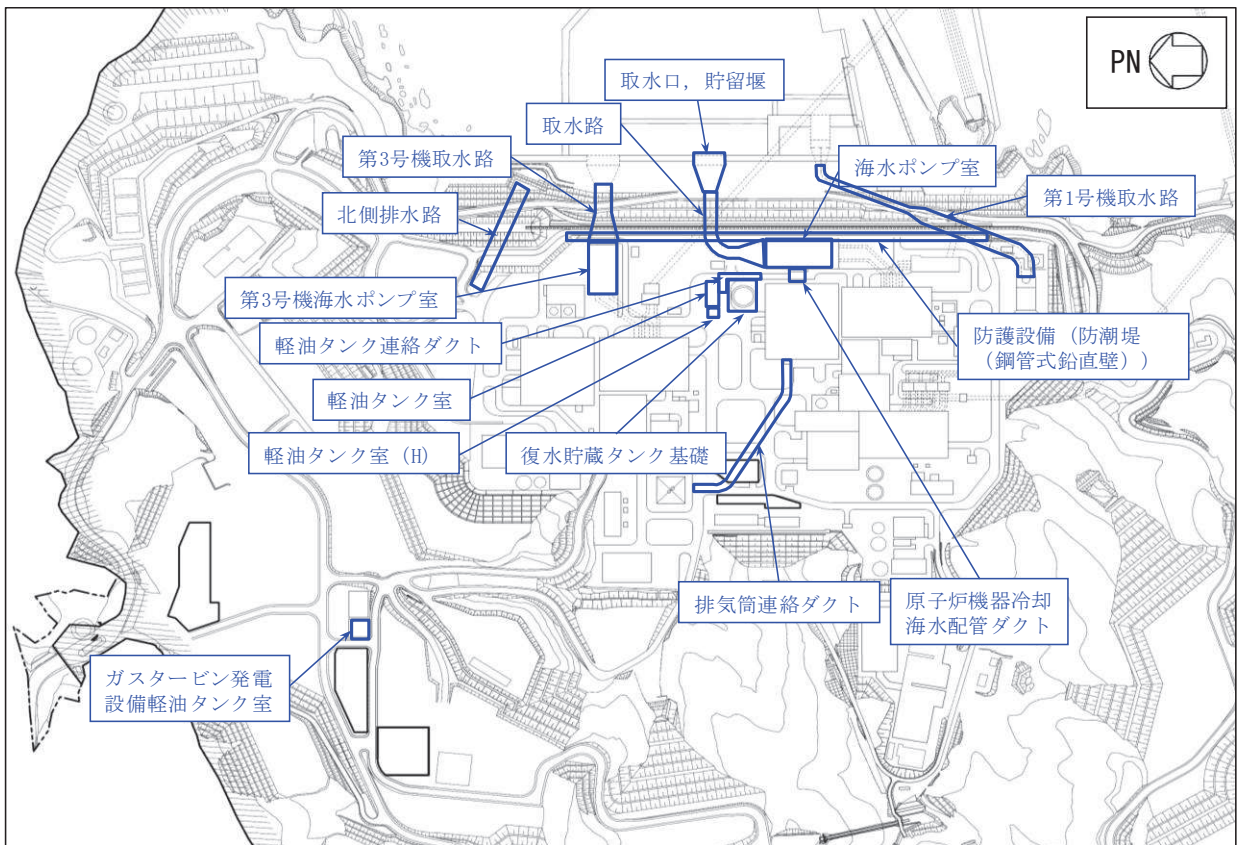 PN
取水口，貯留堰
取水路
海水ポンプ室
第3号機取水路
第1号機取水路
北側排水路
第3号機海水ポンプ室
軽油タンク連絡ダクト
防護設備（防潮堤
（鋼管式鉛直壁））
軽油タンク室
軽油タンク室（H）
復水貯蔵タンク基礎
排気筒連絡ダクト
原子炉機器冷却
海水配管ダクト
ガスタービン発電
設備軽油タンク室